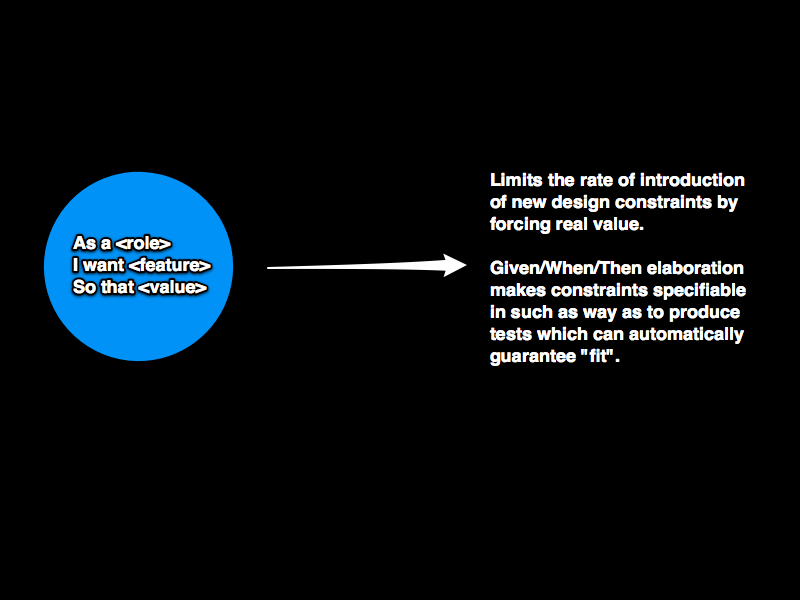 As a <role>
I want <feature>
So that <value>
Limits the rate of introduction
of new design constraints by
forcing real value.
Given/When/Then elaboration
makes constraints specifiable
in such as way as to produce
tests which can automatically
guarantee "fit".